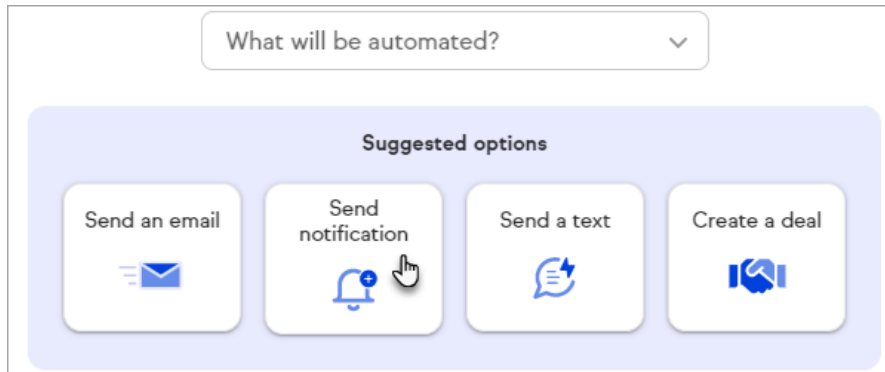 What will be automated?
Suggested options
Send an email
Send
notification
Send a text
Create a deal